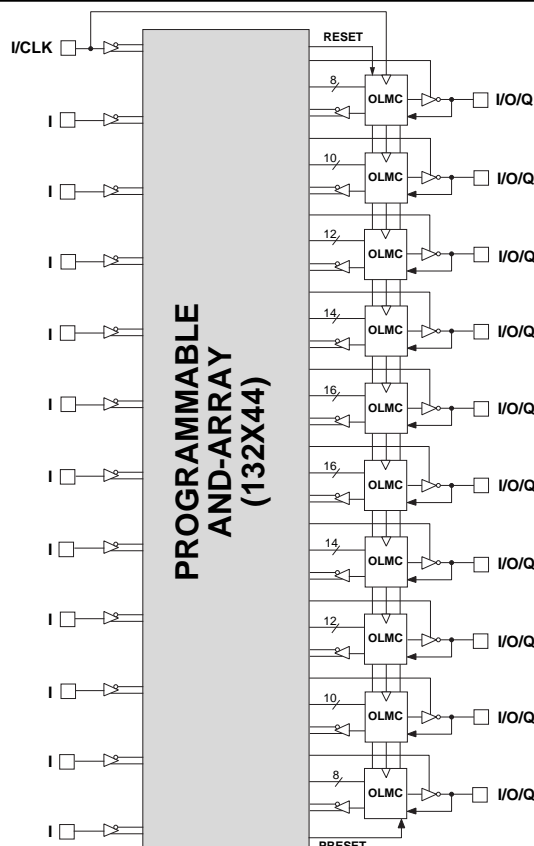 RESET
I/CLK
8
OLMC
I/O/Q
I
10
OLMC
I/O/Q
I
12
OLMC
I/O/Q
I
14
OLMC
I/O/Q
I
16
OLMC
I/O/Q
I
PROGRAMMABLE
AND-ARRAY
(132X44)
16
OLMC
I/O/Q
I
14
OLMC
I/O/Q
I
12
OLMC
I/O/Q
I
10
OLMC
I/O/Q
I
8
OLMC
I/O/Q
I
I
PRESET